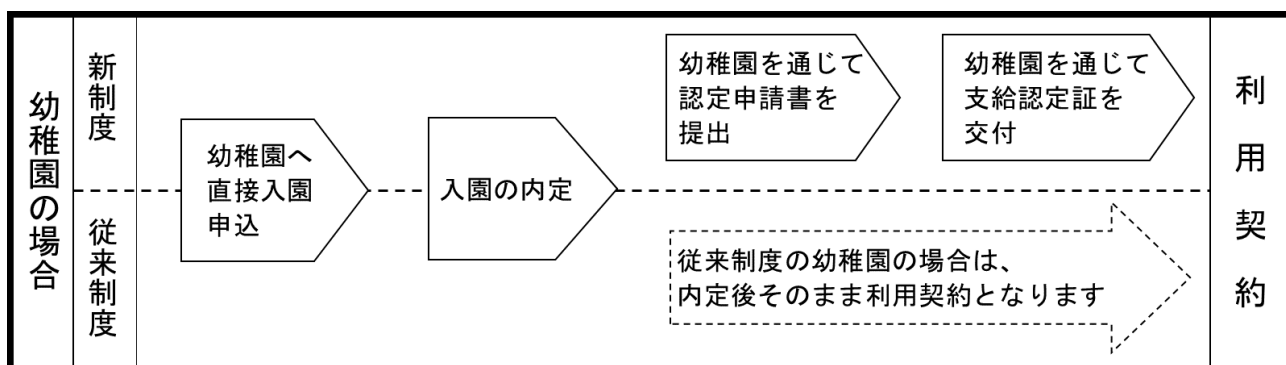 幼稚園の場合
新制度
従来制度
幼稚園へ
直接入園
申込
入園の内定
幼稚園を通じて
認定申請書を
提出
幼稚園を通じて
支給認定証を
交付
従来制度の幼稚園の場合は、
内定後そのまま利用契約となります
利用契約